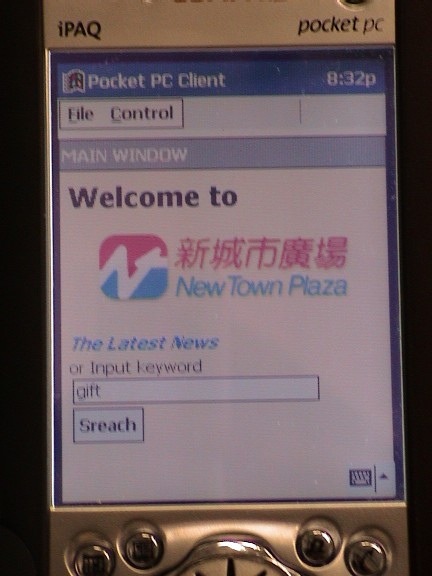 iPAQ pocket pc
Pocket PC Client 8:32p
File Control
MAIN WINDOW
Welcome to
新城市廣場
New Town Plaza
The Latest News
or Input keyword
gift
Sreach